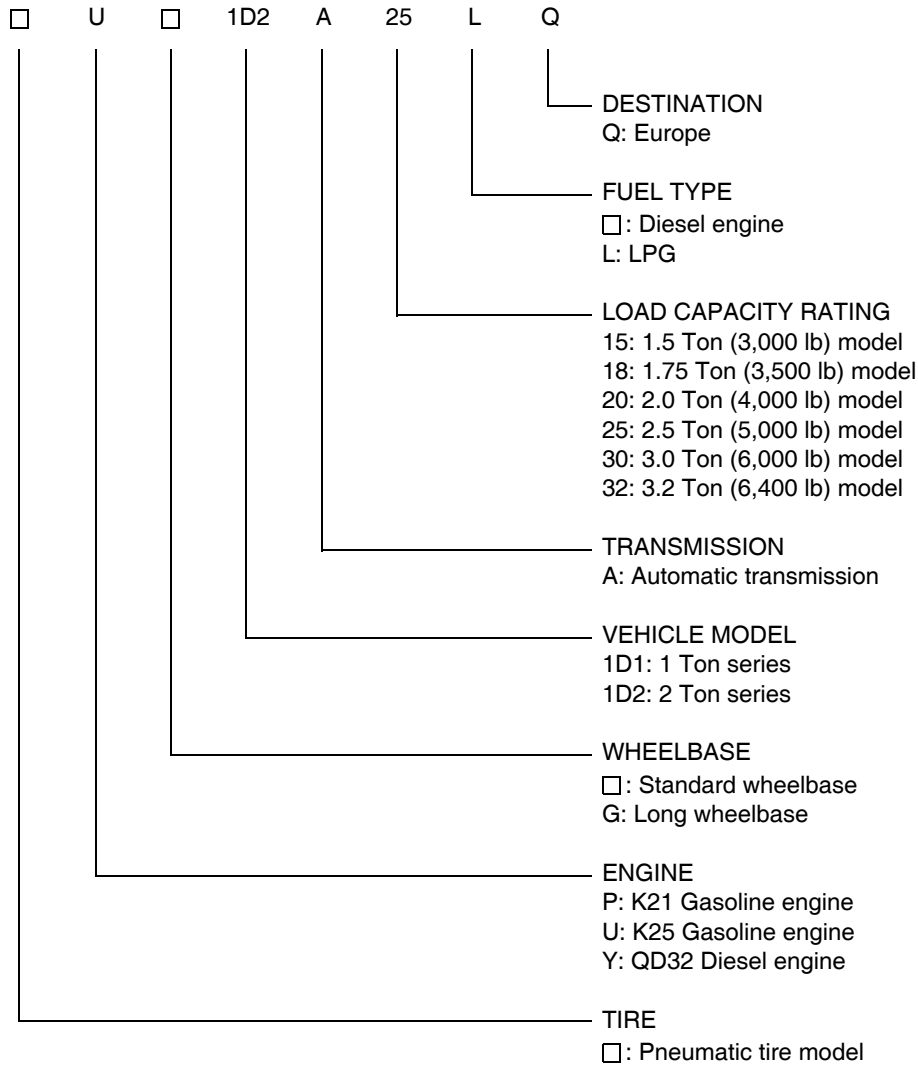 □ U □ 1D2 A 25 L Q
DESTINATION
Q: Europe
FUEL TYPE
□: Diesel engine
L: LPG
LOAD CAPACITY RATING
15: 1.5 Ton (3,000 lb) model
18: 1.75 Ton (3,500 lb) model
20: 2.0 Ton (4,000 lb) model
25: 2.5 Ton (5,000 lb) model
30: 3.0 Ton (6,000 lb) model
32: 3.2 Ton (6,400 lb) model
TRANSMISSION
A: Automatic transmission
VEHICLE MODEL
1D1: 1 Ton series
1D2: 2 Ton series
WHEELBASE
□: Standard wheelbase
G: Long wheelbase
ENGINE
P: K21 Gasoline engine
U: K25 Gasoline engine
Y: QD32 Diesel engine
TIRE
□: Pneumatic tire model